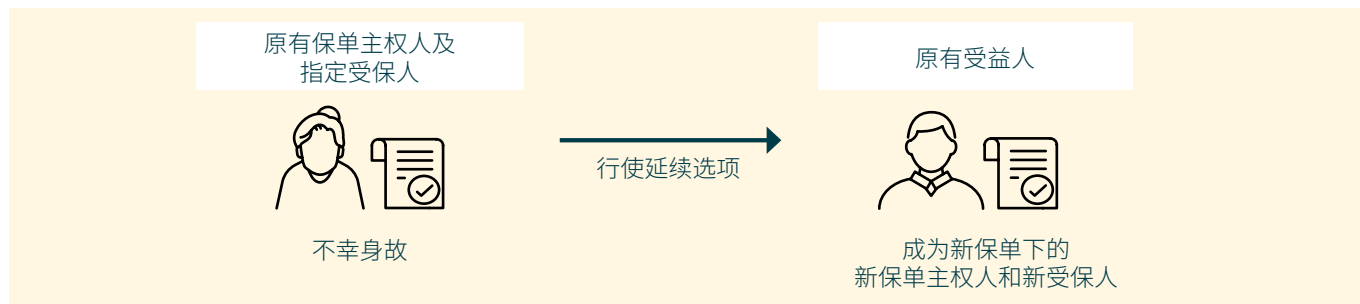 原有保单主权人及
指定受保人
不幸身故
行使延续选项
原有受益人
成为新保单下的
新保单主权人和新受保人